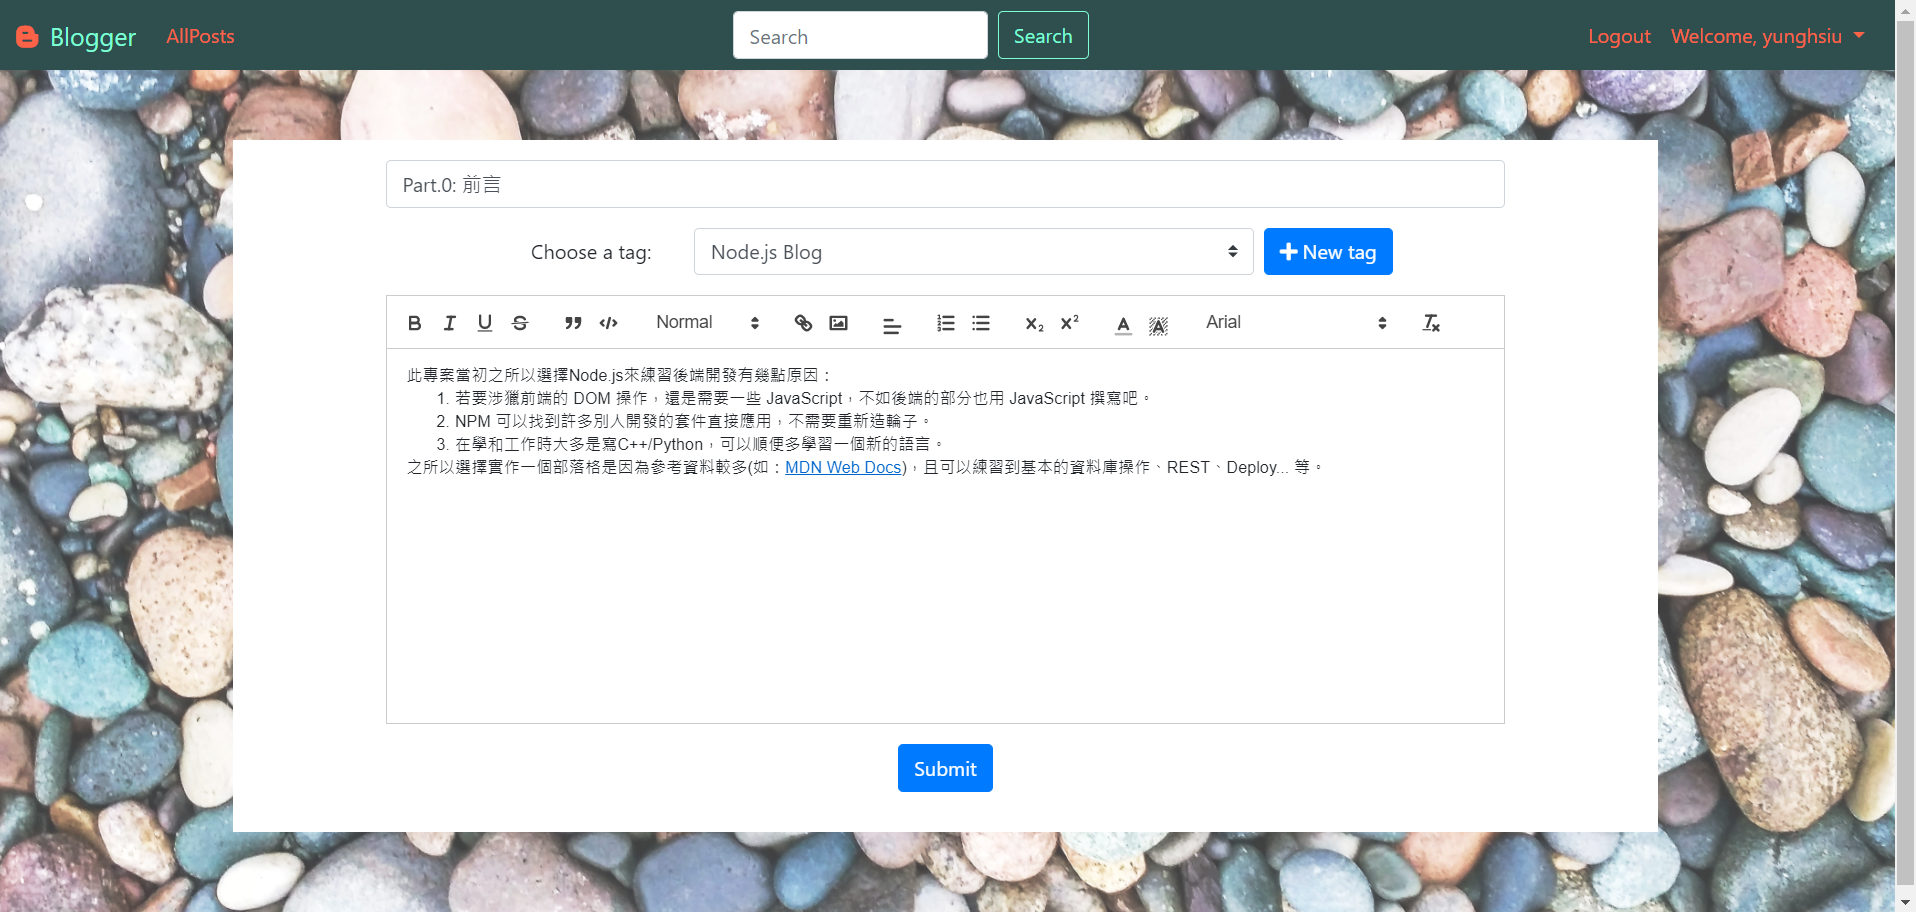 Blogger AllPosts Search Search Logout Welcome, yunghsiu
Part.0: 前言
Choose a tag: Node.js Blog New tag
B I U S Normal X₂ X² A A Arial Tx
此專案當初之所以選擇Node.js來練習後端開發有幾點原因：
1. 若要涉獵前端的 DOM 操作，還是需要一些 JavaScript，不如後端的部分也用 JavaScript 撰寫吧。
2. NPM 可以找到許多別人開發的套件直接應用，不需要重新造輪子。
3. 在學和工作時大多是寫C++/Python，可以順便多學習一個新的語言。
之所以選擇實作一個部落格是因為參考資料較多(如：MDN Web Docs)，且可以練習到基本的資料庫操作、REST、Deploy... 等。
Submit